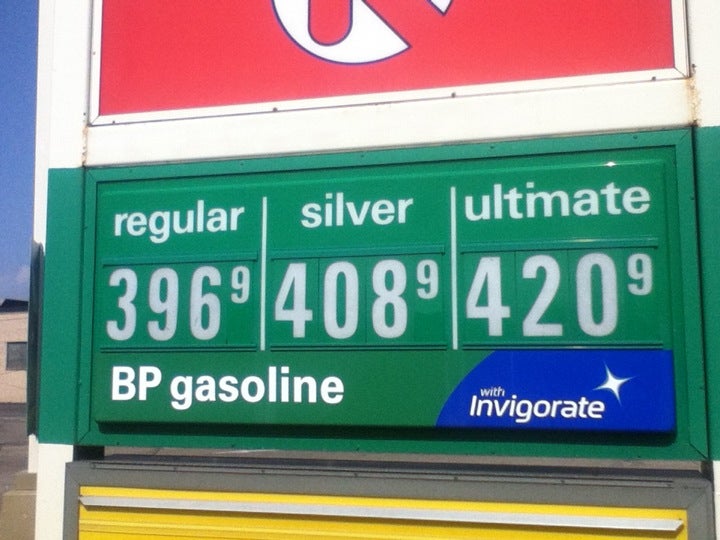 regular silver ultimate
396 9 408 9 420 9
BP gasoline
with
Invigorate